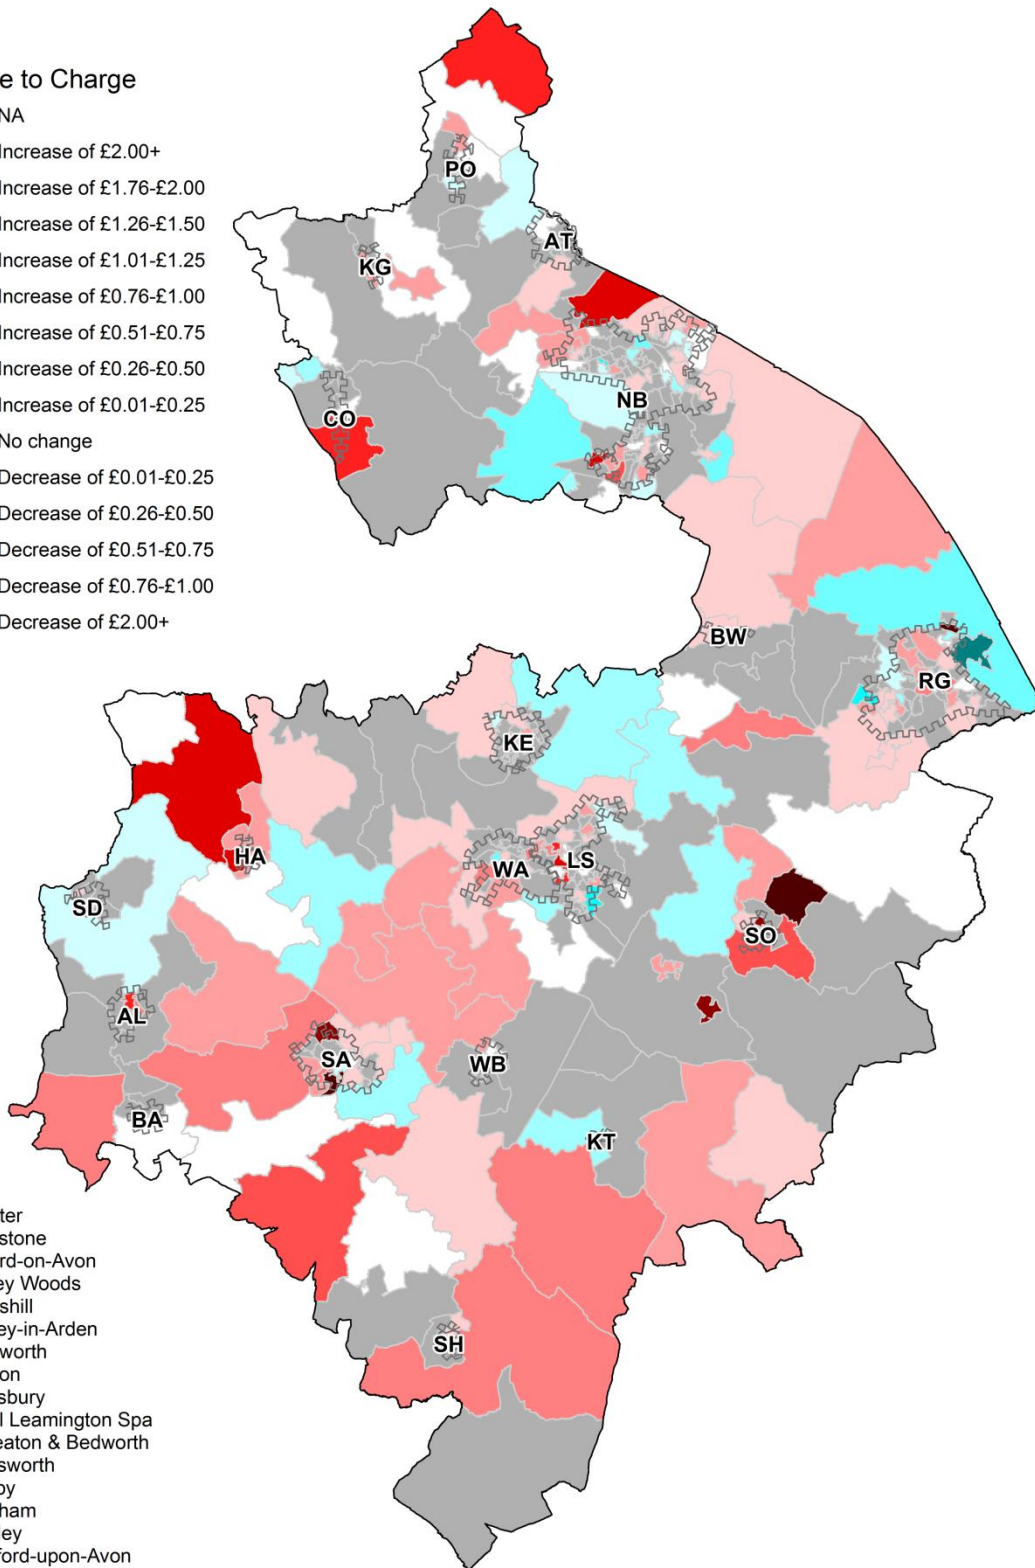 e to Charge
NA
Increase of £2.00+
Increase of £1.76-£2.00
Increase of £1.26-£1.50
Increase of £1.01-£1.25
Increase of £0.76-£1.00
Increase of £0.51-£0.75
Increase of £0.26-£0.50
Increase of £0.01-£0.25
No change
Decrease of £0.01-£0.25
Decrease of £0.26-£0.50
Decrease of £0.51-£0.75
Decrease of £0.76-£1.00
Decrease of £2.00+
PO
AT
KG
NB
CO
BW
RG
KE
HA
WA
LS
SD
SO
AL
SA
WB
BA
KT
SH
ter
stone
rd-on-Avon
ey Woods
shill
ey-in-Arden
worth
on
sbury
l Leamington Spa
eaton & Bedworth
sworth
by
ham
ley
ford-upon-Avon